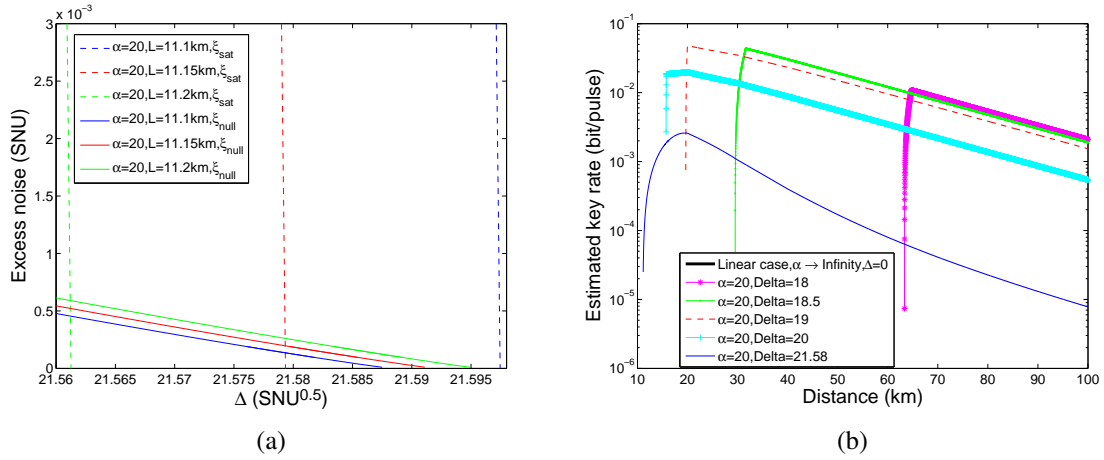 3 × 10⁻³
2.5
2
1.5
1
0.5
0
Excess noise (SNU)
α=20,L=11.1km,ξsat
α=20,L=11.15km,ξsat
α=20,L=11.2km,ξsat
α=20,L=11.1km,ξnull
α=20,L=11.15km,ξnull
α=20,L=11.2km,ξnull
21.56 21.565 21.57 21.575 21.58 21.585 21.59 21.595
Δ (SNU^0.5)
(a)
10⁻¹
10⁻²
10⁻³
10⁻⁴
10⁻⁵
10⁻⁶
Estimated key rate (bit/pulse)
Linear case,α → Infinity,Δ=0
α=20,Delta=18
α=20,Delta=18.5
α=20,Delta=19
α=20,Delta=20
α=20,Delta=21.58
10 20 30 40 50 60 70 80 90 100
Distance (km)
(b)